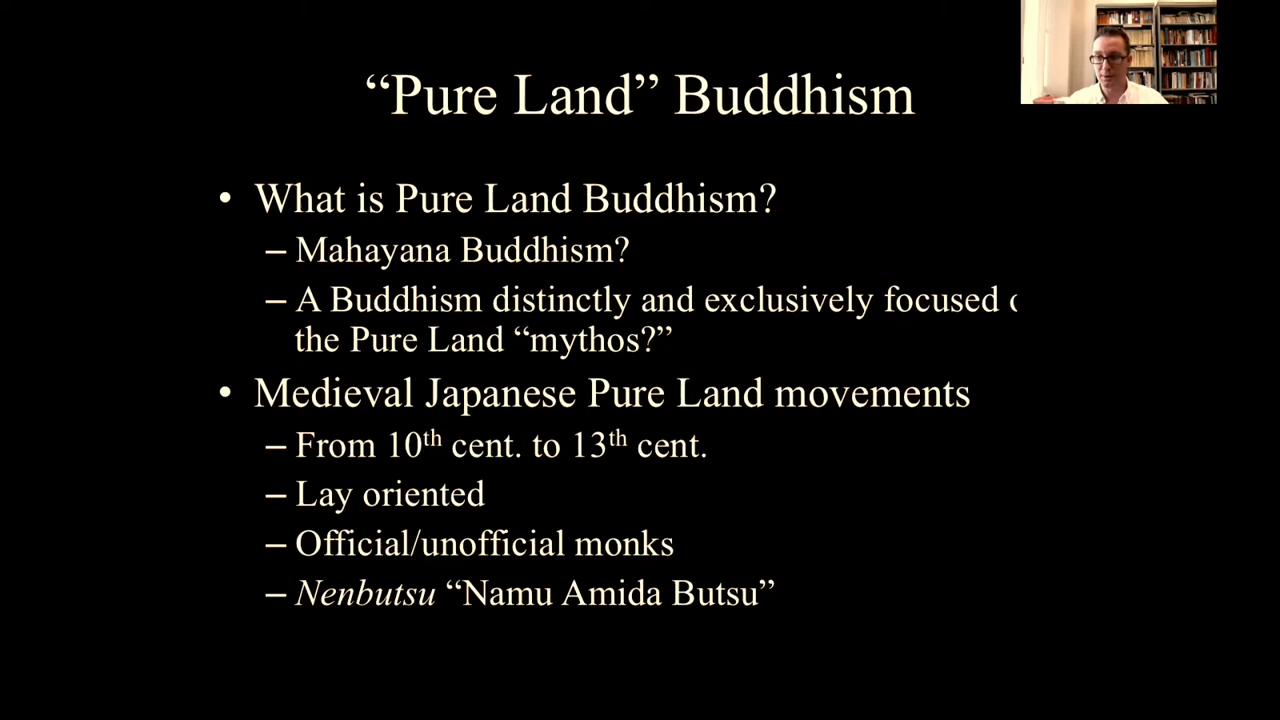 “Pure Land” Buddhism
• What is Pure Land Buddhism?
– Mahayana Buddhism?
– A Buddhism distinctly and exclusively focused
the Pure Land “mythos?”
• Medieval Japanese Pure Land movements
– From 10th cent. to 13th cent.
– Lay oriented
– Official/unofficial monks
– Nenbutsu “Namu Amida Butsu”